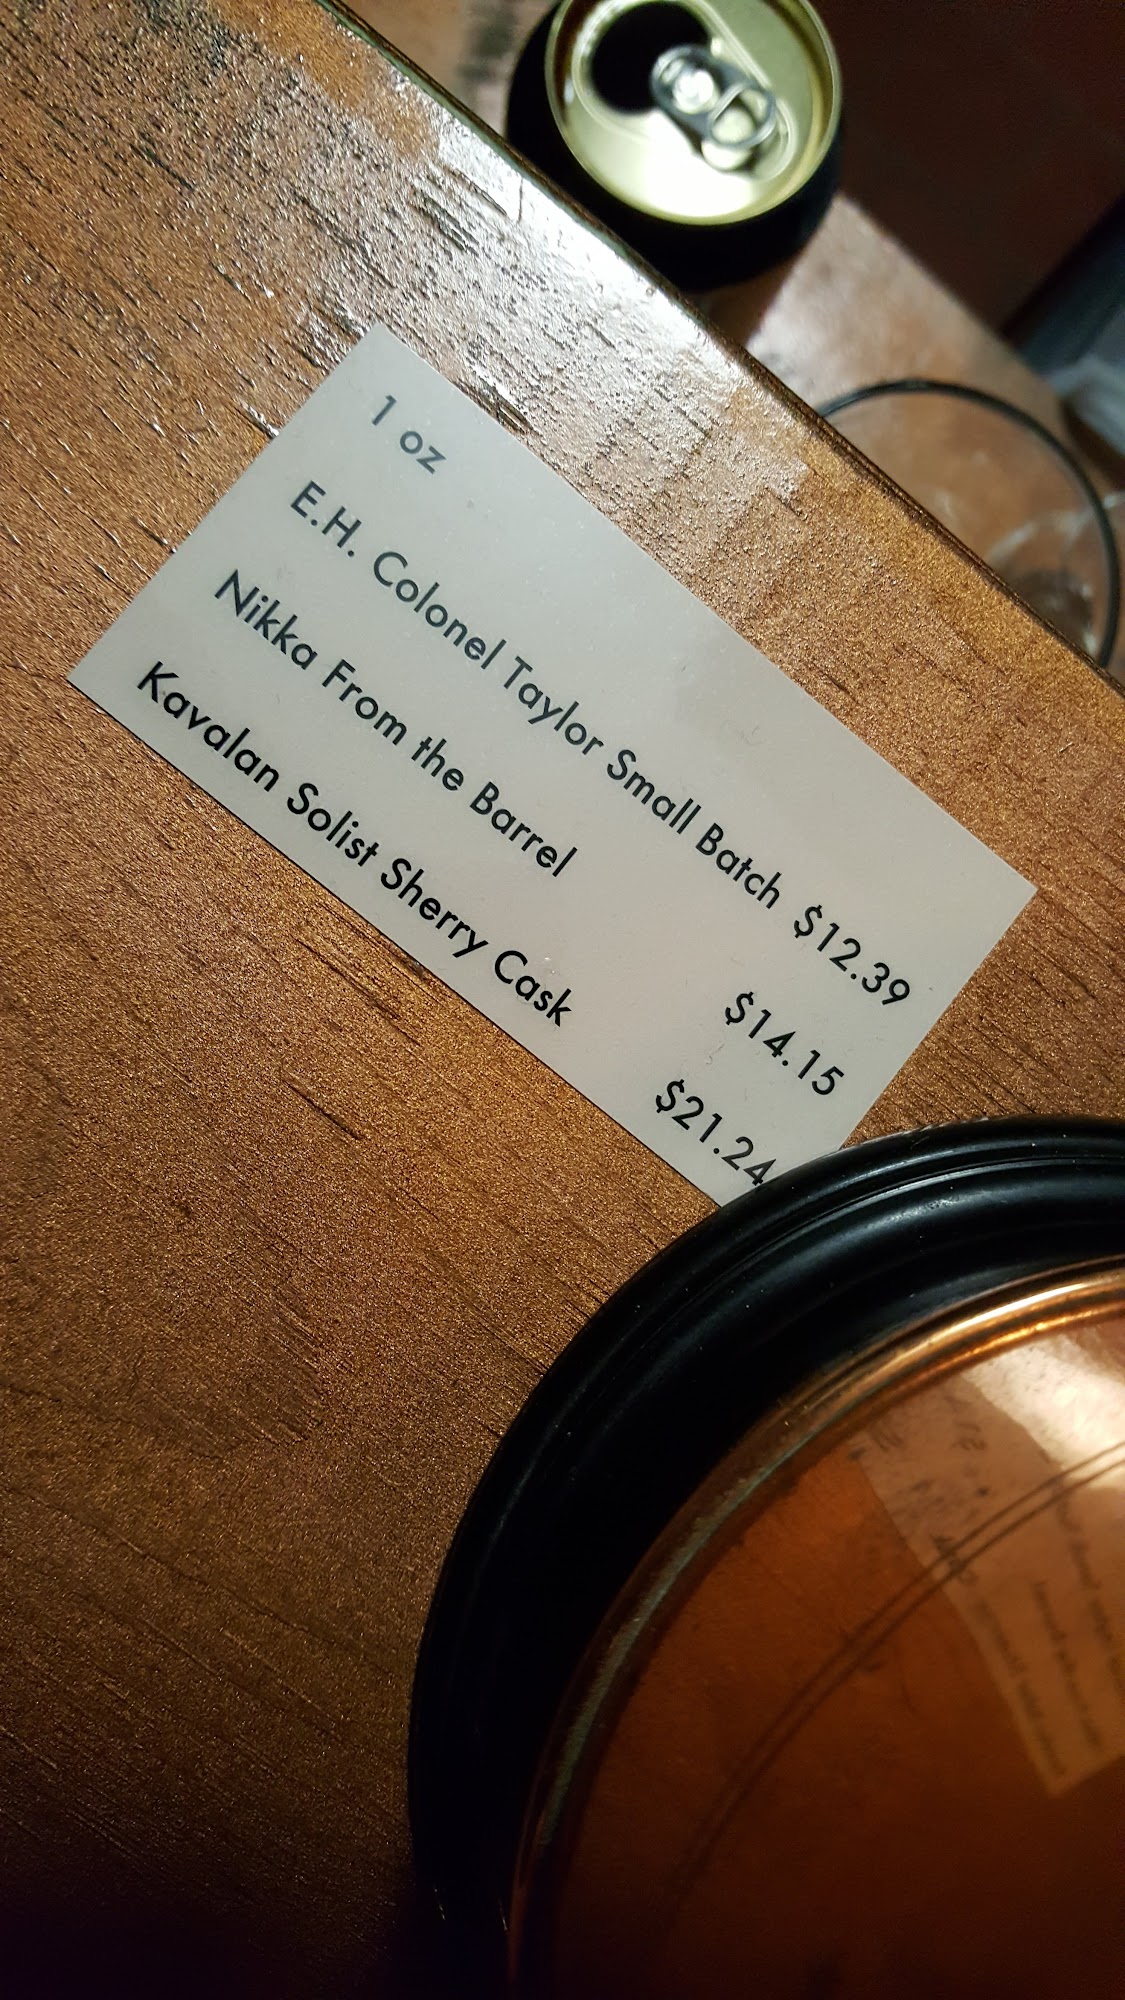 1 oz
E.H. Colonel Taylor Small Batch $12.39
Nikka From the Barrel $14.15
Kavalan Solist Sherry Cask $21.24